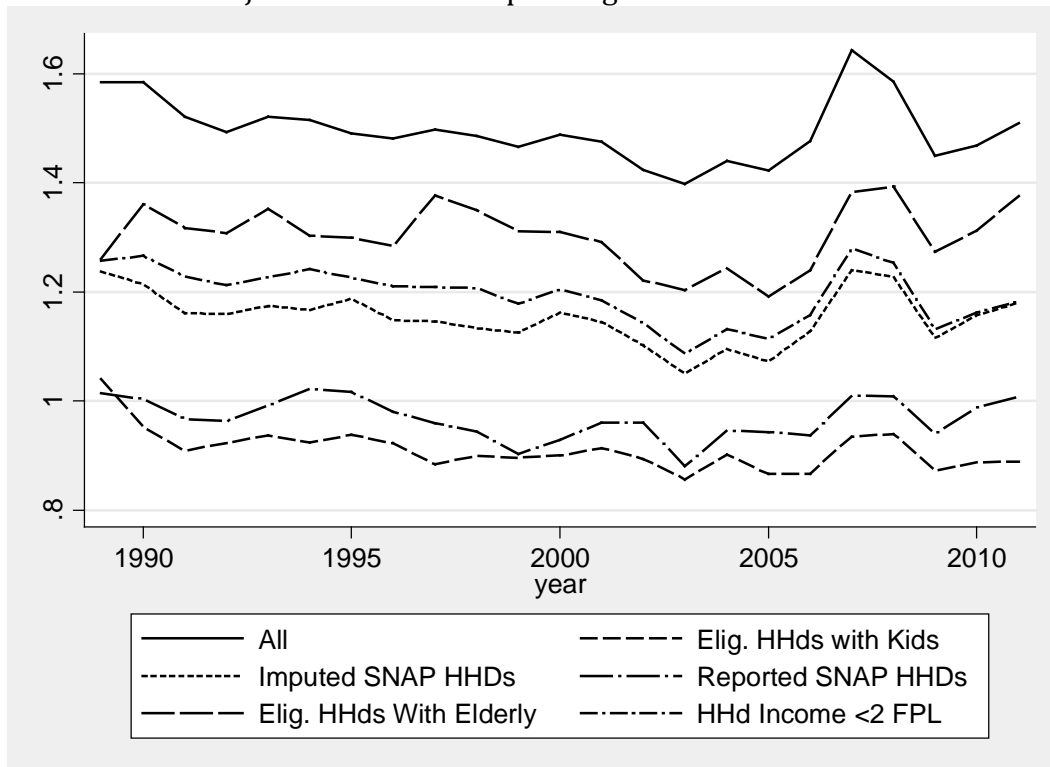 1.6
1.4
1.2
1
.8
1990 1995 2000 2005 2010
year
All Elig. HHds with Kids
Imputed SNAP HHDs Reported SNAP HHDs
Elig. HHds With Elderly HHd Income <2 FPL